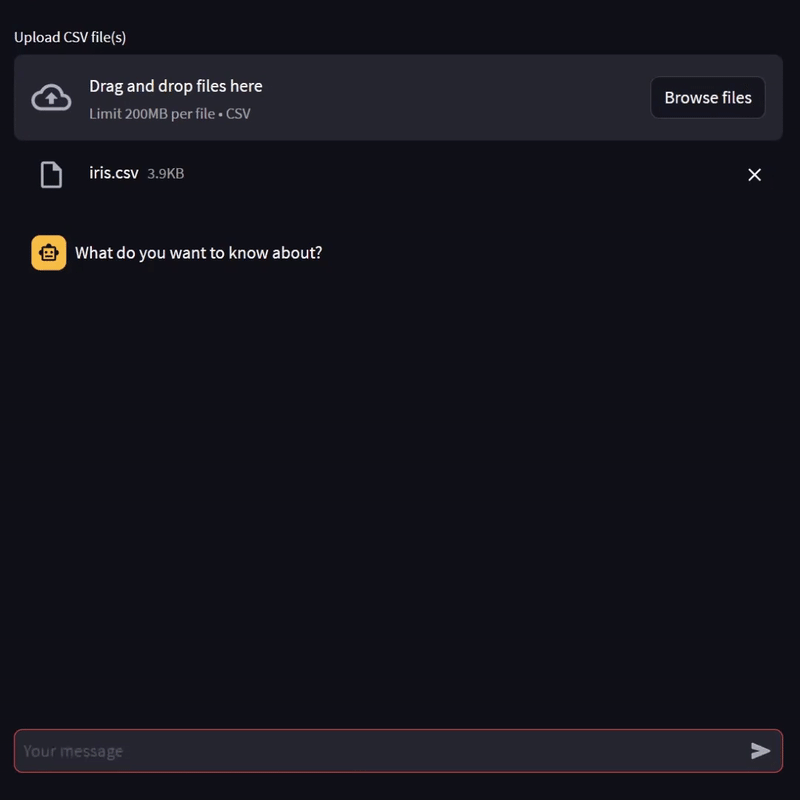 Upload CSV file(s)
Drag and drop files here
Limit 200MB per file • CSV
Browse files
iris.csv 3.9KB
What do you want to know about?
Your message